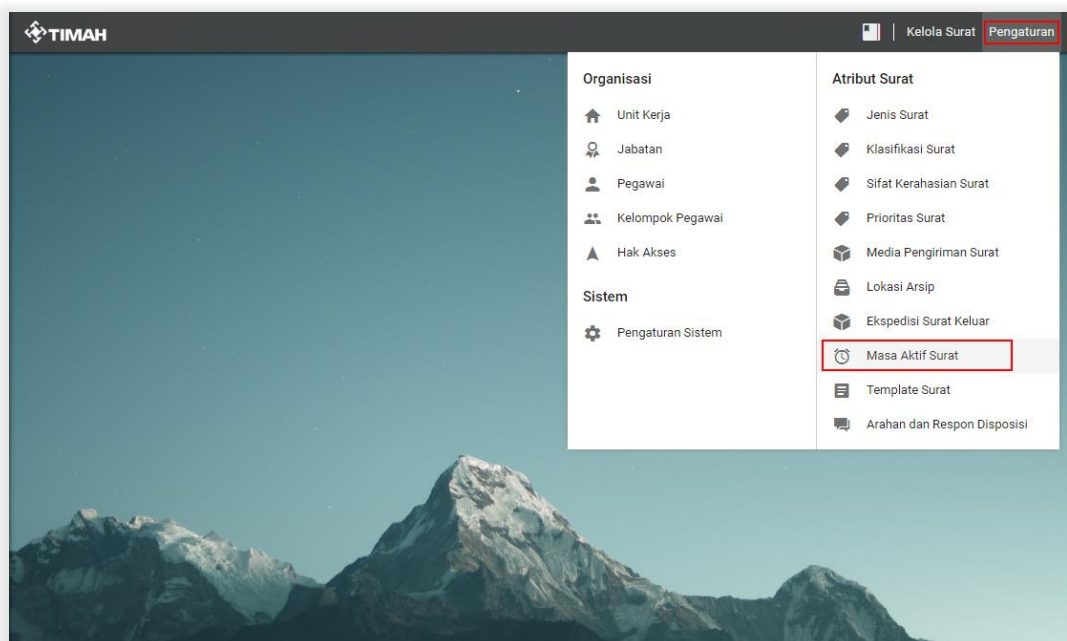 TIMAH
Kelola Surat
Pengaturan
Organisasi
Unit Kerja
Jabatan
Pegawai
Kelompok Pegawai
Hak Akses
Sistem
Pengaturan Sistem
Atribut Surat
Jenis Surat
Klasifikasi Surat
Sifat Kerahasian Surat
Prioritas Surat
Media Pengiriman Surat
Lokasi Arsip
Ekspedisi Surat Keluar
Masa Aktif Surat
Template Surat
Arahan dan Respon Disposisi